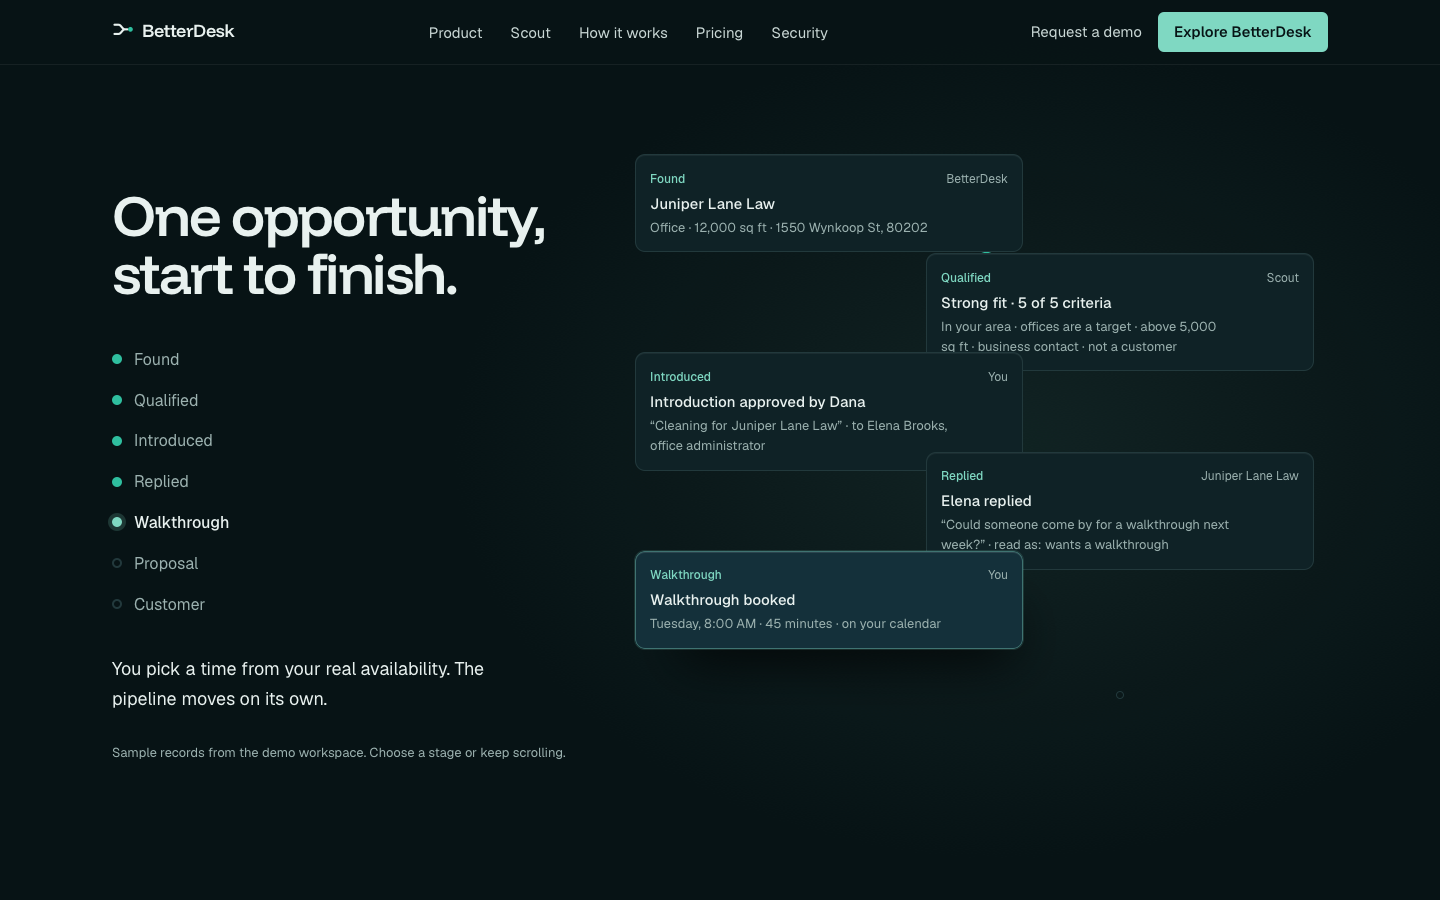 BetterDesk
Product
Scout
How it works
Pricing
Security
Request a demo
Explore BetterDesk
One opportunity,
start to finish.
Found
Qualified
Introduced
Replied
Walkthrough
Proposal
Customer
You pick a time from your real availability. The
pipeline moves on its own.
Sample records from the demo workspace. Choose a stage or keep scrolling.
Found
BetterDesk
Juniper Lane Law
Office · 12,000 sq ft · 1550 Wynkoop St, 80202
Qualified
Scout
Strong fit · 5 of 5 criteria
In your area · offices are a target · above 5,000
sq ft · business contact · not a customer
Introduced
You
Introduction approved by Dana
“Cleaning for Juniper Lane Law” · to Elena Brooks,
office administrator
Replied
Juniper Lane Law
Elena replied
“Could someone come by for a walkthrough next
week?” · read as: wants a walkthrough
Walkthrough
You
Walkthrough booked
Tuesday, 8:00 AM · 45 minutes · on your calendar